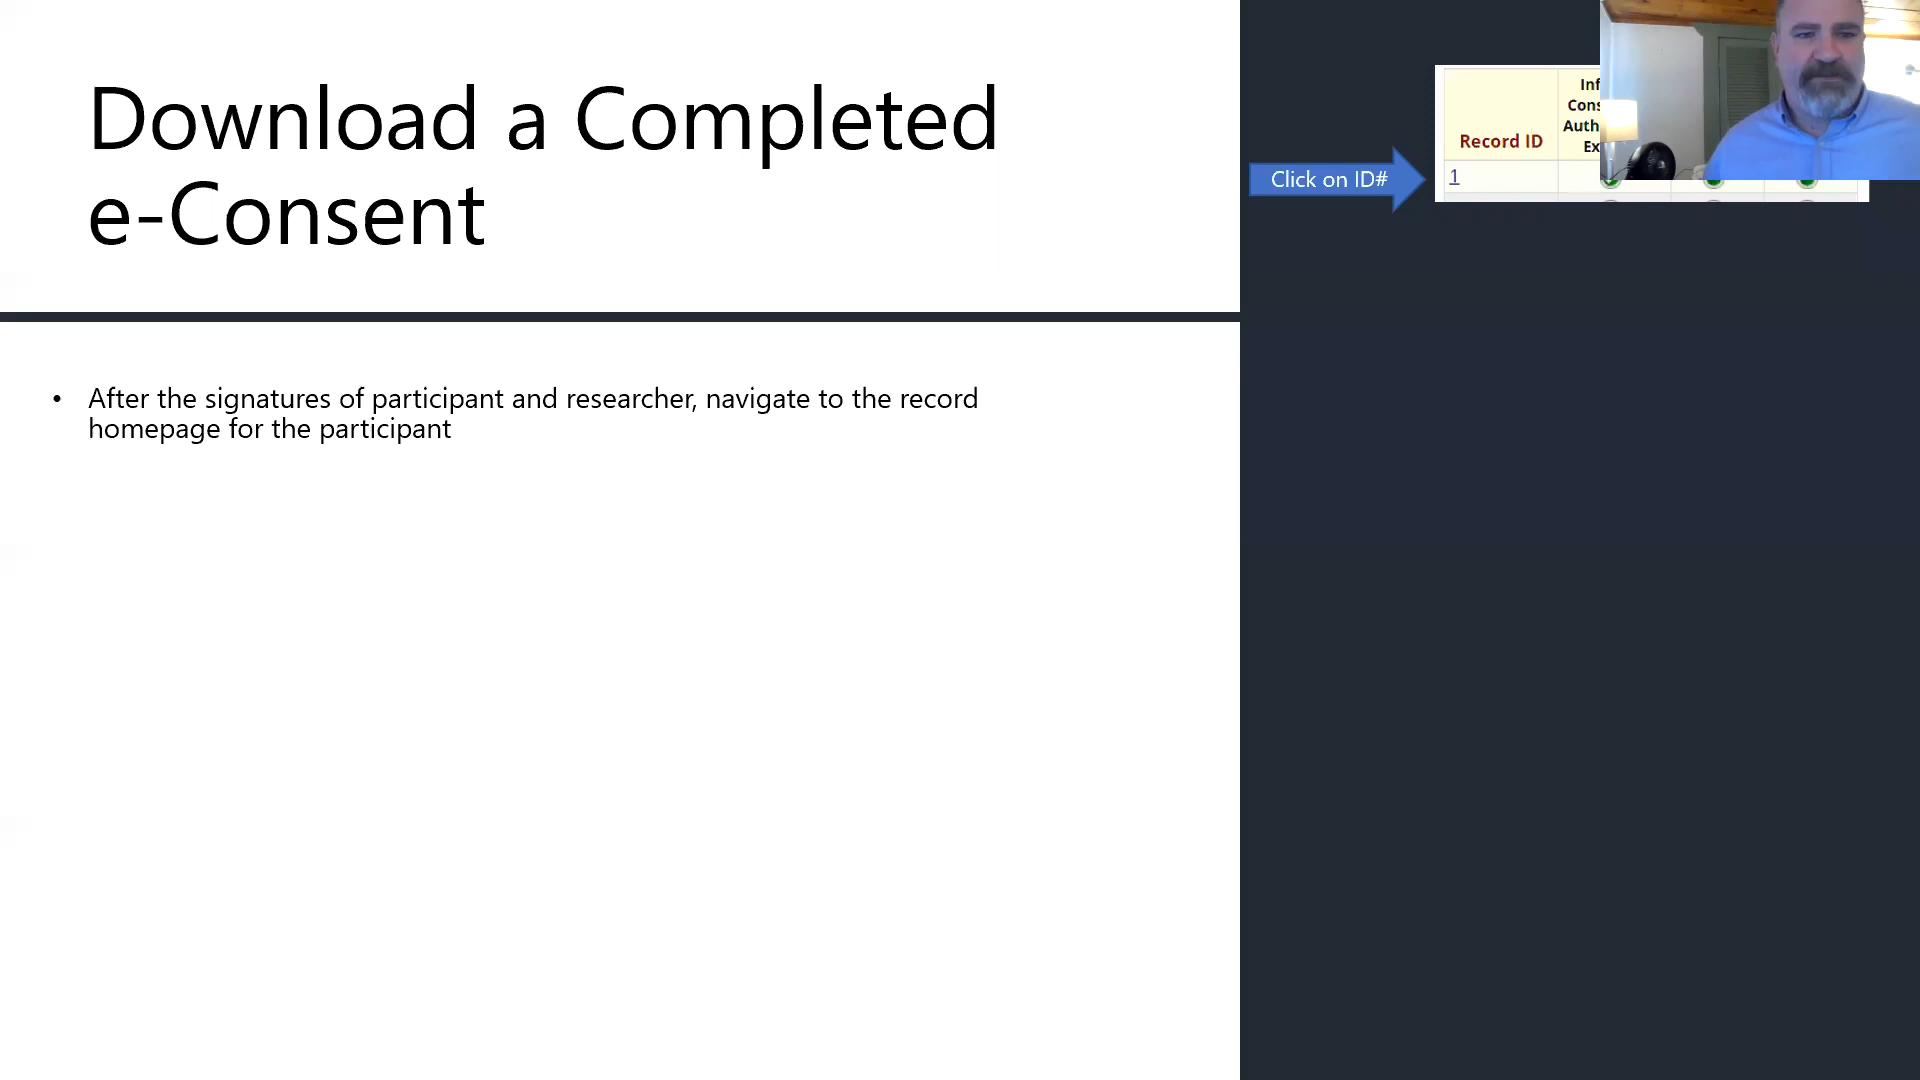 Download a Completed
e-Consent
• After the signatures of participant and researcher, navigate to the record
homepage for the participant
Click on ID#
Record ID
1